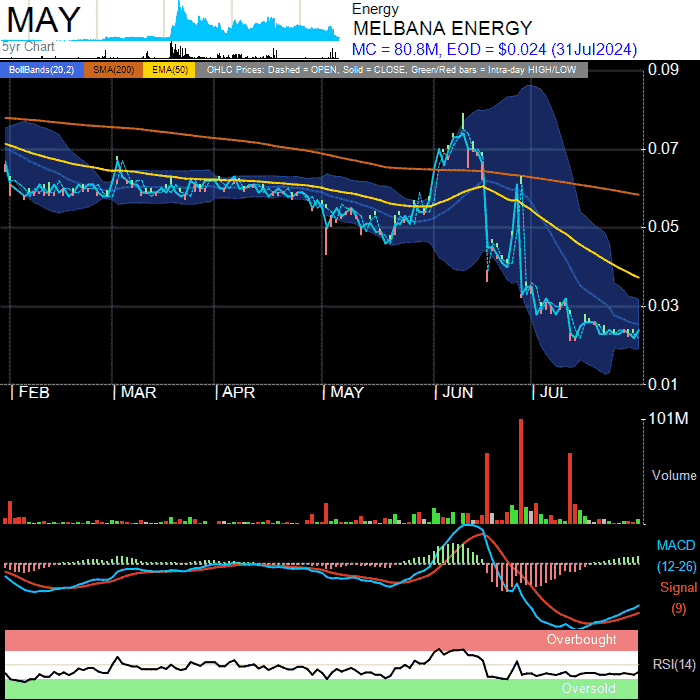 MAY
Energy
MELBANA ENERGY
MC = 80.8M, EOD = $0.024 (31Jul2024)
5yr Chart
BollBands(20,2) SMA(200) EMA(50) OHLC Prices: Dashed = OPEN, Solid = CLOSE, Green/Red bars = Intra-day HIGH/LOW
0.09
0.07
0.05
0.03
0.01
FEB MAR APR MAY JUN JUL
101M
Volume
MACD
(12-26)
Signal
(9)
Overbought
RSI(14)
Oversold